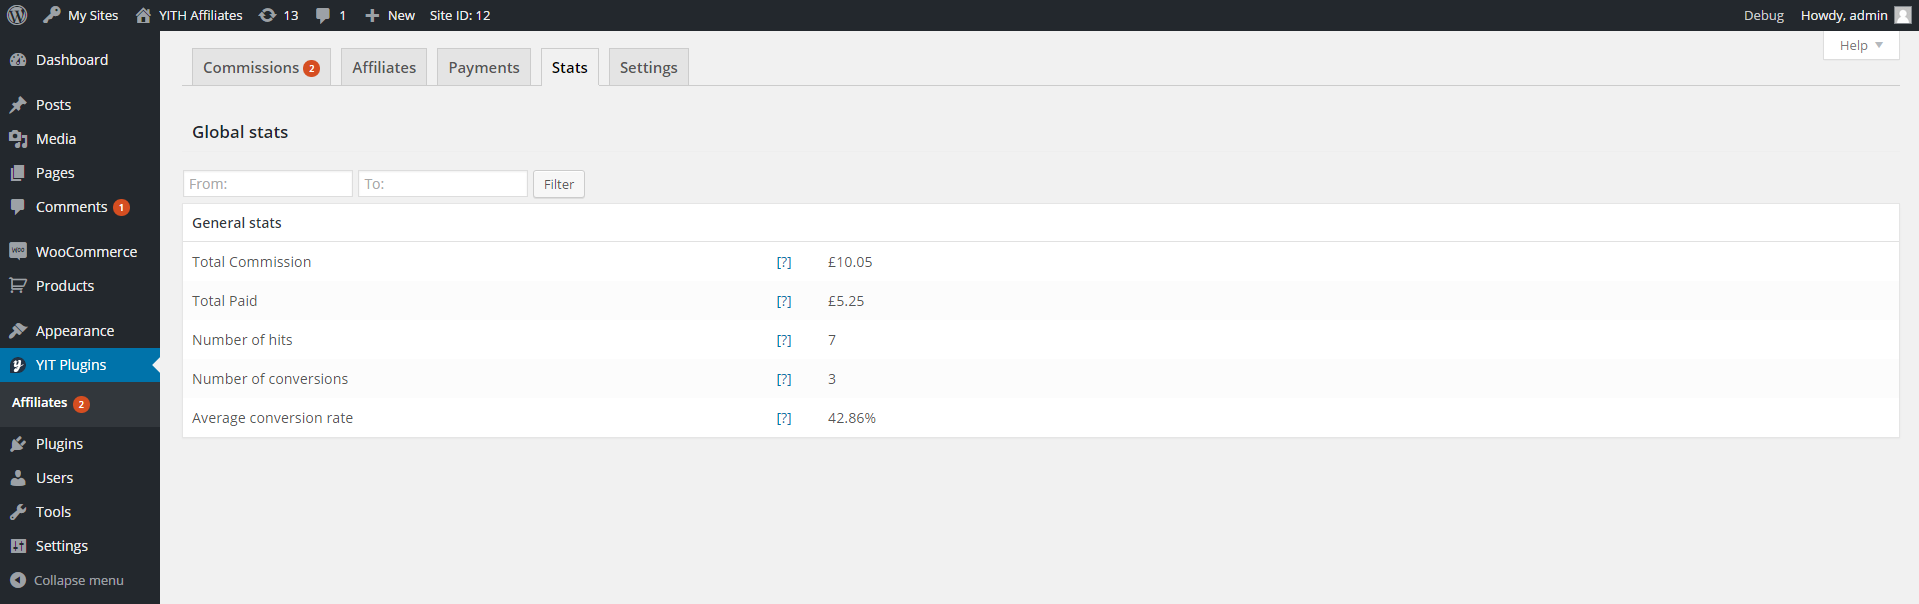 My Sites YITH Affiliates 13 1 New Site ID: 12 Debug Howdy, admin
Help
Dashboard
Posts
Media
Pages
Comments 1
WooCommerce
Products
Appearance
YIT Plugins
Affiliates 2
Plugins
Users
Tools
Settings
Collapse menu
Commissions 2 Affiliates Payments Stats Settings
Global stats
From: To: Filter
General stats
Total Commission [?] £10.05
Total Paid [?] £5.25
Number of hits [?] 7
Number of conversions [?] 3
Average conversion rate [?] 42.86%